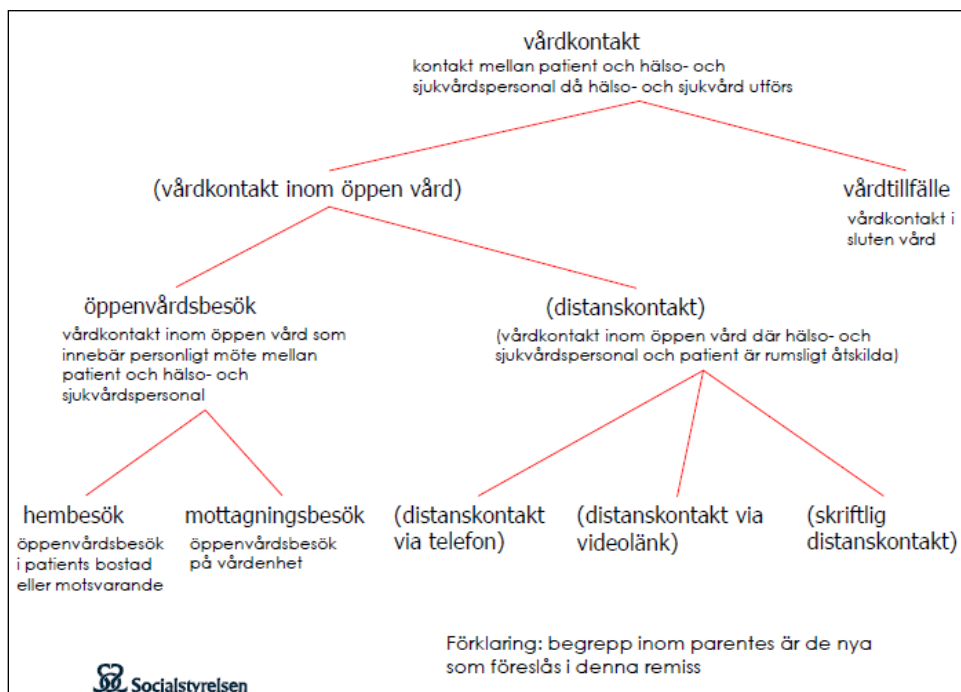 vårdkontakt
kontakt mellan patient och hälso- och
sjukvårdspersonal då hälso- och sjukvård utförs
(vårdkontakt inom öppen vård)
vårdtillfälle
vårdkontakt i
sluten vård
öppenvårdsbesök
vårdkontakt inom öppen vård som
innebär personligt möte mellan
patient och hälso- och
sjukvårdspersonal
(distanskontakt)
(vårdkontakt inom öppen vård där hälso- och
sjukvårdspersonal och patient är rumsligt åtskilda)
hembesök
öppenvårdsbesök
i patients bostad
eller motsvarande
mottagningsbesök
öppenvårdsbesök
på vårdenhet
(distanskontakt
via telefon)
(distanskontakt via
videolänk)
(skriftlig
distanskontakt)
Förklaring: begrepp inom parentes är de nya
som föreslås i denna remiss
Socialstyrelsen